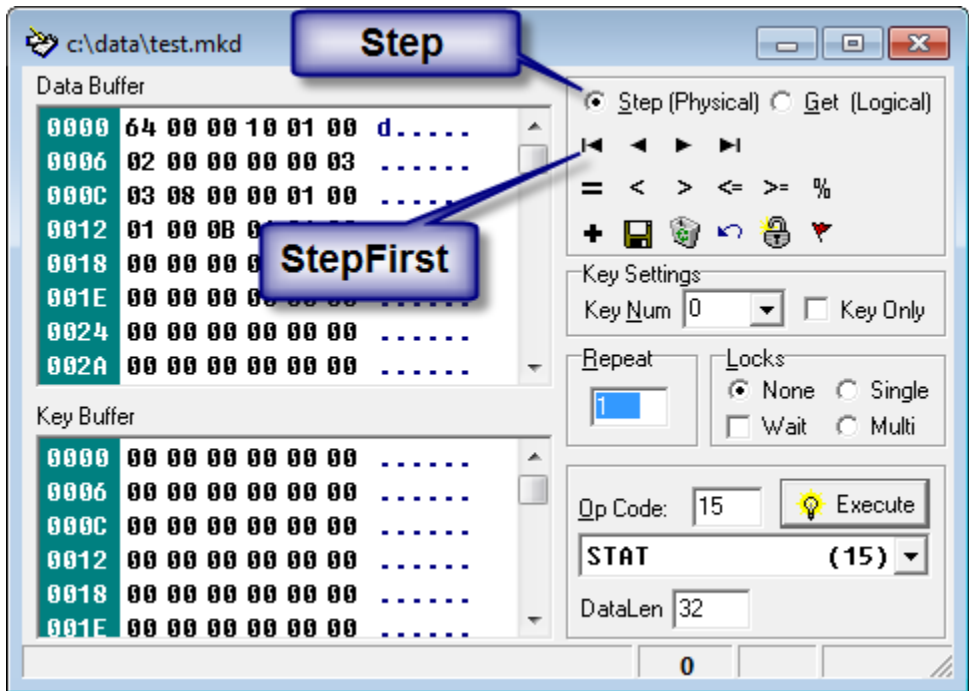 c:\data\test.mkd
Step
Data Buffer
0000 64 00 00 10 01 00 d.....
0006 02 00 00 00 00 03 ......
000C 03 08 00 00 01 00 ......
0012 01 00 0B
0018 00 00 00
001E 00 00 00 00 00 00 ......
0024 00 00 00 00 00 00 ......
002A 00 00 00 00 00 00 ......
StepFirst
Key Buffer
0000 00 00 00 00 00 00 ......
0006 00 00 00 00 00 00 ......
000C 00 00 00 00 00 00 ......
0012 00 00 00 00 00 00 ......
0018 00 00 00 00 00 00 ......
001E 00 00 00 00 00 00 ......
Step (Physical) Get (Logical)
= < > <= >= %
Key Settings
Key Num 0 Key Only
Repeat
1
Locks
None Single
Wait Multi
Op Code: 15 Execute
STAT (15)
DataLen 32
0